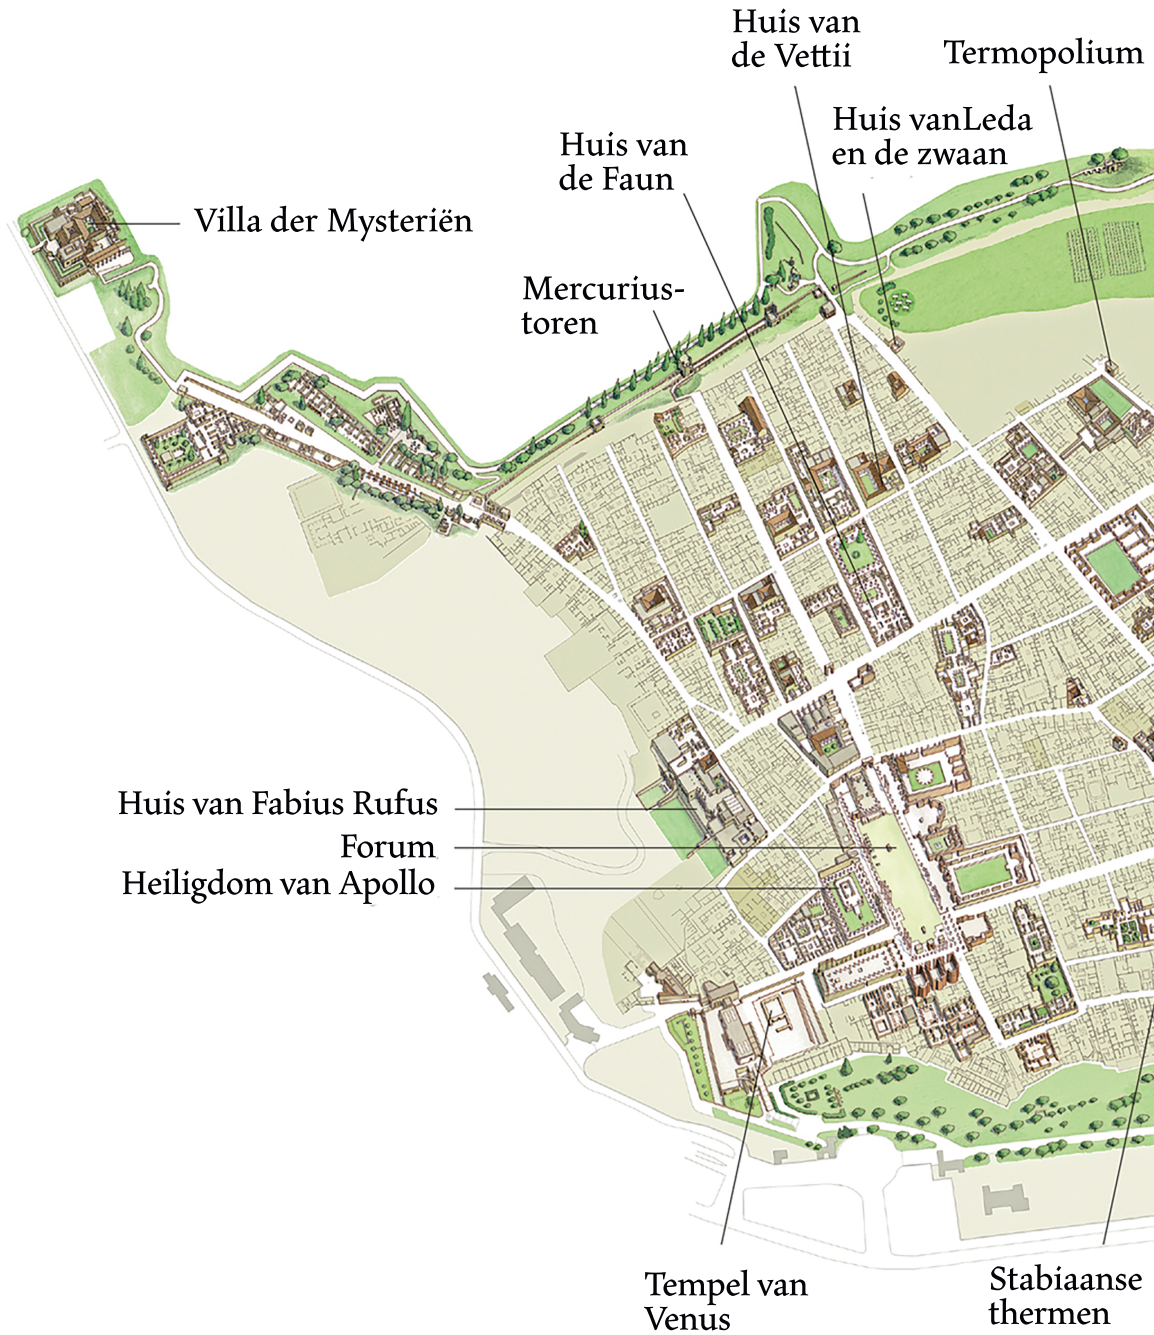 Huis van
de Vettii
Termopolium
Huis vanLeda
en de zwaan
Huis van
de Faun
Villa der Mysteriën
Mercurius-
toren
Huis van Fabius Rufus
Forum
Heiligdom van Apollo
Tempel van
Venus
Stabiaanse
thermen